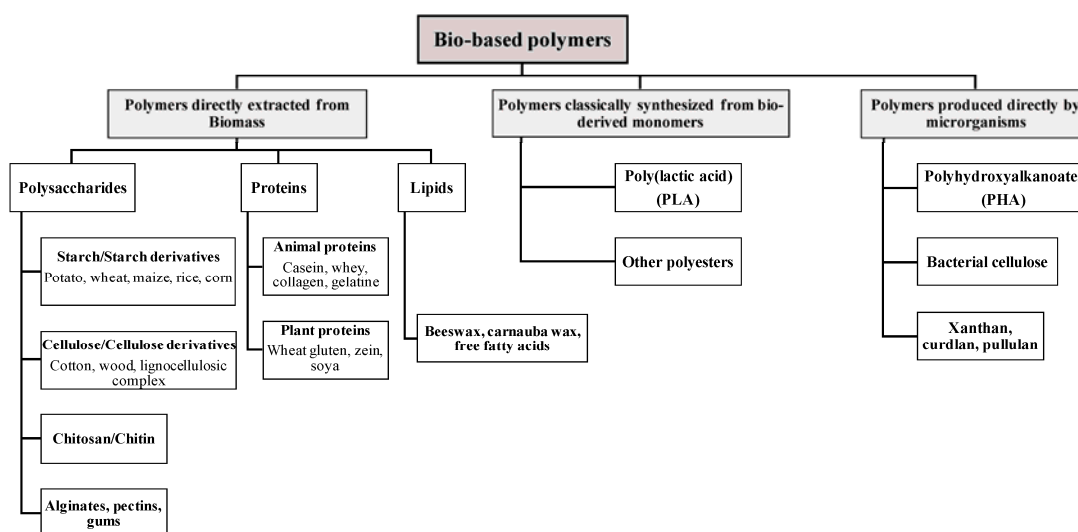 Bio-based polymers
Polymers directly extracted from
Biomass
Polymers classically synthesized from bio-
derived monomers
Polymers produced directly by
microrganisms
Polysaccharides
Proteins
Lipids
Poly(lactic acid)
(PLA)
Polyhydroxyalkanoate
(PHA)
Starch/Starch derivatives
Potato, wheat, maize, rice, corn
Animal proteins
Casein, whey,
collagen, gelatine
Other polyesters
Bacterial cellulose
Cellulose/Cellulose derivatives
Cotton, wood, lignocellulosic
complex
Plant proteins
Wheat gluten, zein,
soya
Beeswax, carnauba wax,
free fatty acids
Xanthan,
curdlan, pullulan
Chitosan/Chitin
Alginates, pectins,
gums